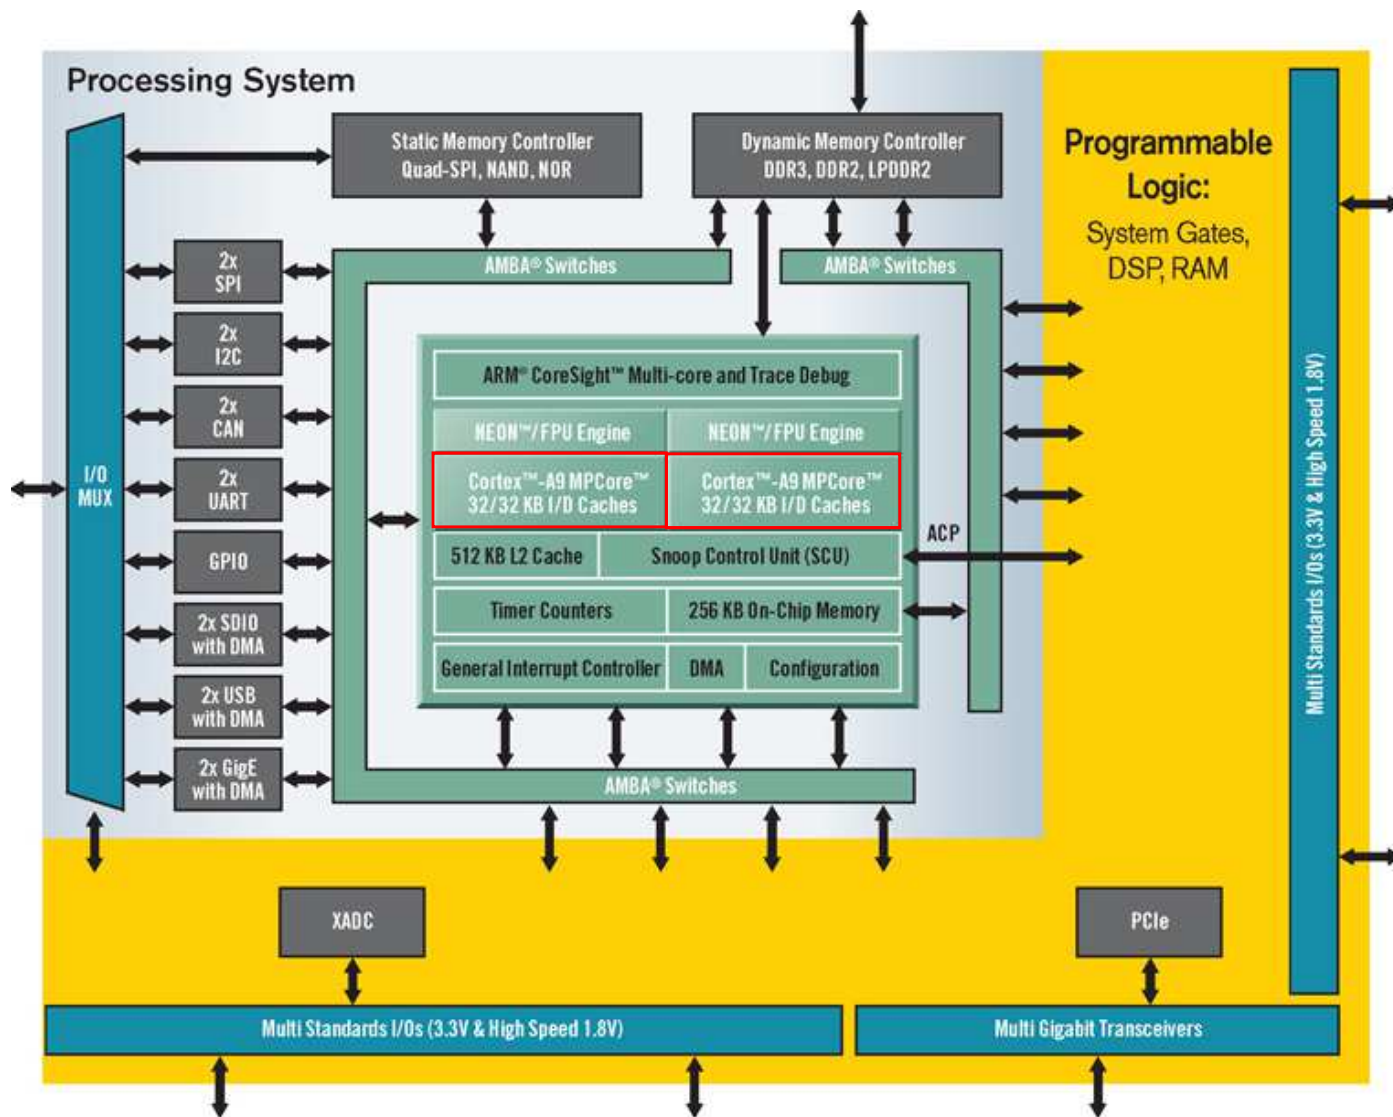 Processing System
Static Memory Controller
Quad-SPI, NAND, NOR
Dynamic Memory Controller
DDR3, DDR2, LPDDR2
Programmable
Logic:
System Gates,
DSP, RAM
AMBA® Switches
AMBA® Switches
2x
SPI
2x
I2C
2x
CAN
I/O
MUX
2x
UART
GPIO
2x SDIO
with DMA
2x USB
with DMA
2x GigE
with DMA
ARM® CoreSight™ Multi-core and Trace Debug
NEON™/FPU Engine
NEON™/FPU Engine
Cortex™-A9 MPCore™
32/32 KB I/D Caches
Cortex™-A9 MPCore™
32/32 KB I/D Caches
512 KB L2 Cache
Snoop Control Unit (SCU)
ACP
Timer Counters
256 KB On-Chip Memory
General Interrupt Controller
DMA
Configuration
AMBA® Switches
Multi Standards I/Os (3.3V & High Speed 1.8V)
XADC
PCIe
Multi Standards I/Os (3.3V & High Speed 1.8V)
Multi Gigabit Transceivers